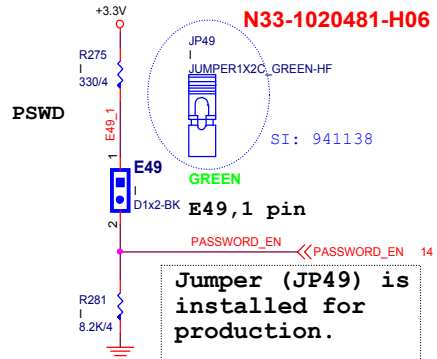 +3.3V
N33-1020481-H06
JP49
I
JUMPER1X2C_GREEN-HF
R275
I
330/4
PSWD
E49_1
SI: 941138
1
E49
I
D1x2-BK
GREEN
E49,1 pin
2
PASSWORD_EN
PASSWORD_EN 14
Jumper (JP49) is
installed for
production.
R281
I
8.2K/4